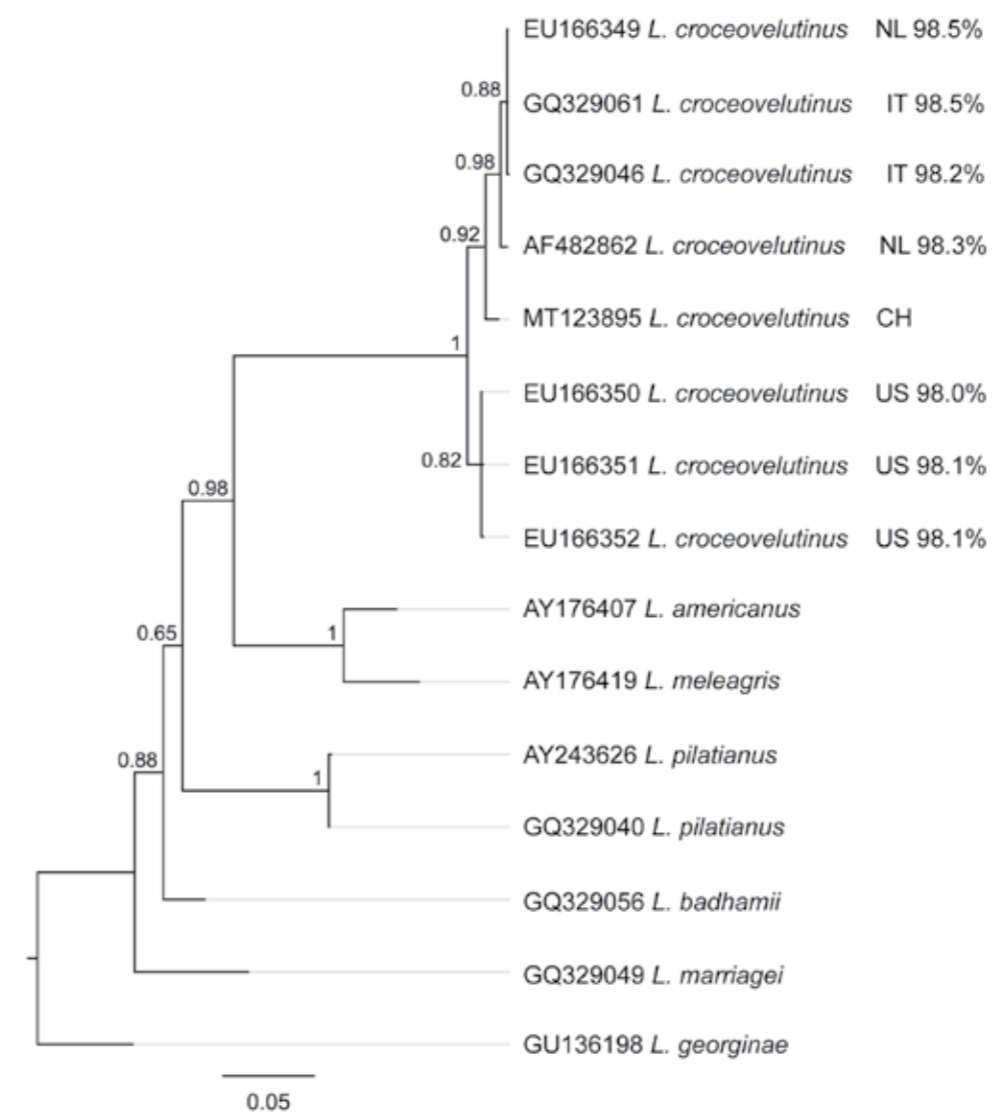 EU166349 L. croceovelutinus NL 98.5%
0.88
GQ329061 L. croceovelutinus IT 98.5%
0.98
GQ329046 L. croceovelutinus IT 98.2%
0.92
AF482862 L. croceovelutinus NL 98.3%
MT123895 L. croceovelutinus CH
1
EU166350 L. croceovelutinus US 98.0%
0.82
EU166351 L. croceovelutinus US 98.1%
0.98
EU166352 L. croceovelutinus US 98.1%
AY176407 L. americanus
0.65
1
AY176419 L. meleagris
AY243626 L. pilatianus
0.88
1
GQ329040 L. pilatianus
GQ329056 L. badhamii
GQ329049 L. marriagei
GU136198 L. georginae
0.05